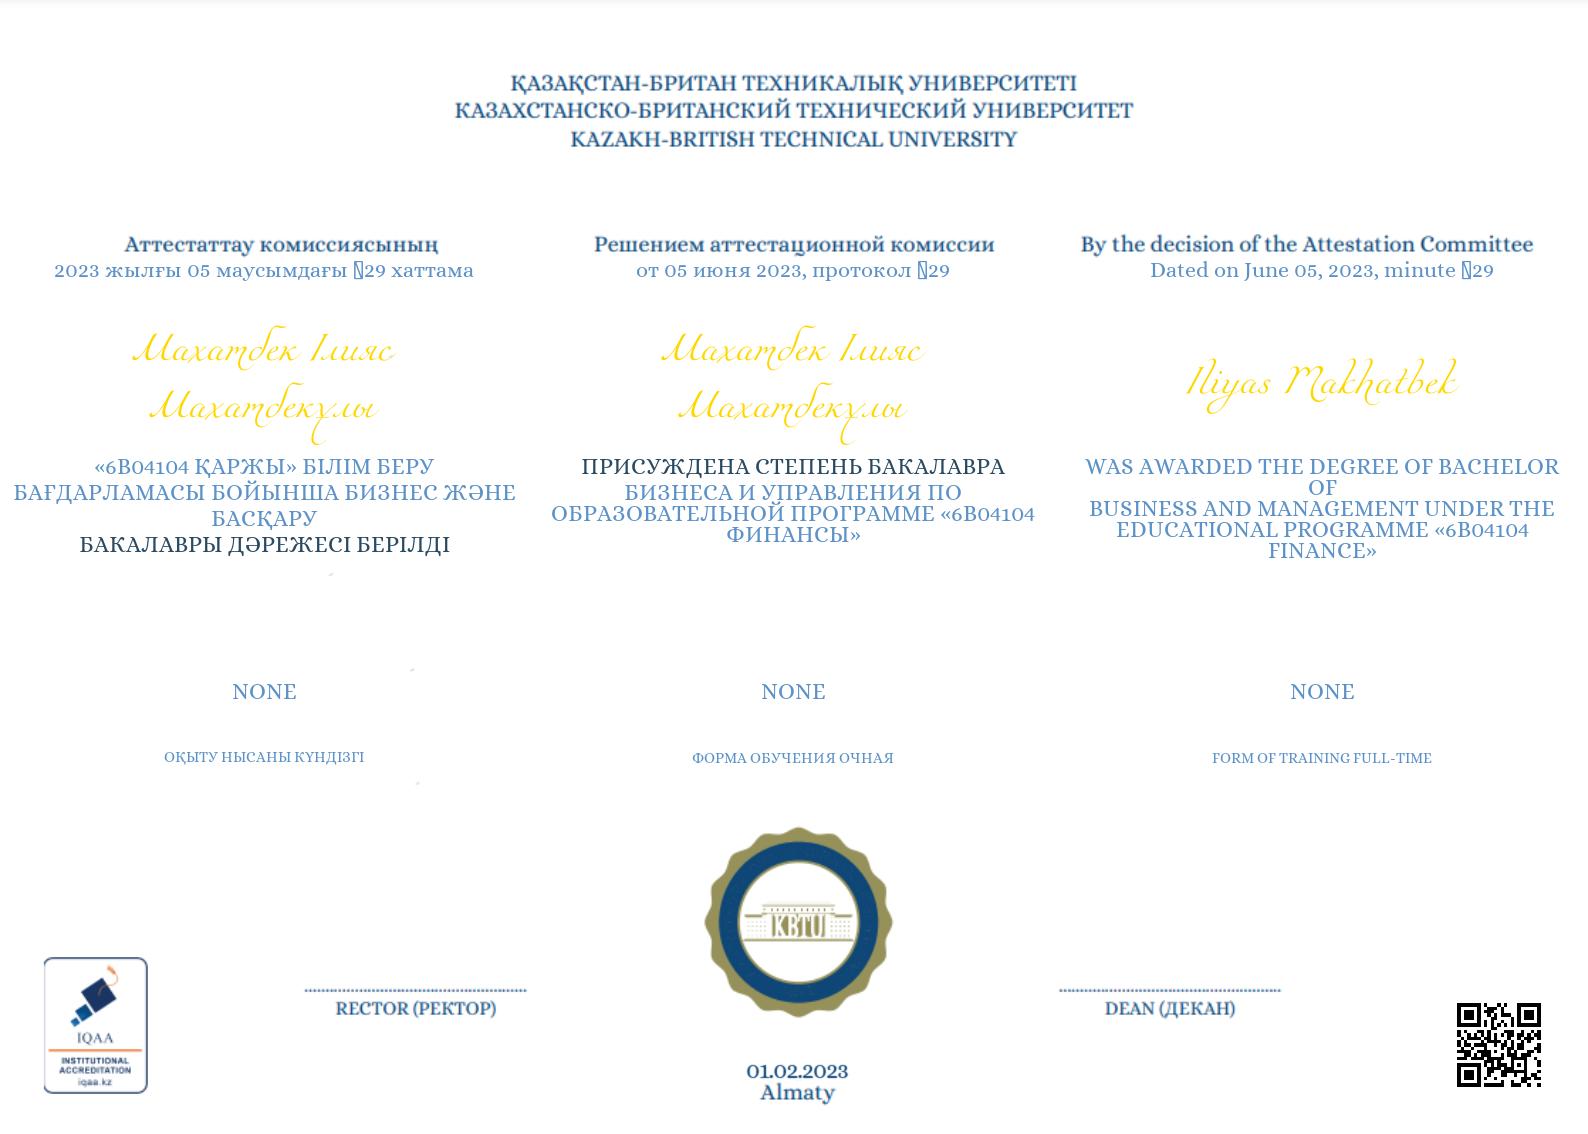 ҚАЗАҚСТАН-БРИТАН ТЕХНИКАЛЫҚ УНИВЕРСИТЕТІ
КАЗАХСТАНСКО-БРИТАНСКИЙ ТЕХНИЧЕСКИЙ УНИВЕРСИТЕТ
KAZAKH-BRITISH TECHNICAL UNIVERSITY
Аттестаттау комиссиясының
2023 жылғы 05 маусымдағы 29 хаттама
Махатбек Ілияс
Махатбекұлы
«6B04104 ҚАРЖЫ» БІЛІМ БЕРУ
БАҒДАРЛАМАСЫ БОЙЫНША БИЗНЕС ЖӘНЕ
БАСҚАРУ
БАКАЛАВРЫ ДӘРЕЖЕСІ БЕРІЛДІ
NONE
ОҚЫТУ НЫСАНЫ КҮНДІЗГІ
Решением аттестационной комиссии
от 05 июня 2023, протокол 29
Махатбек Ілияс
Махатбекұлы
ПРИСУЖДЕНА СТЕПЕНЬ БАКАЛАВРА
БИЗНЕСА И УПРАВЛЕНИЯ ПО
ОБРАЗОВАТЕЛЬНОЙ ПРОГРАММЕ «6B04104
ФИНАНСЫ»
NONE
ФОРМА ОБУЧЕНИЯ ОЧНАЯ
By the decision of the Attestation Committee
Dated on June 05, 2023, minute 29
Iliyas Makhatbek
WAS AWARDED THE DEGREE OF BACHELOR
OF
BUSINESS AND MANAGEMENT UNDER THE
EDUCATIONAL PROGRAMME «6B04104
FINANCE»
NONE
FORM OF TRAINING FULL-TIME
KBTU
IQAA
INSTITUTIONAL
ACCREDITATION
iqaa.kz
RECTOR (РЕКТОР)
DEAN (ДЕКАН)
01.02.2023
Almaty